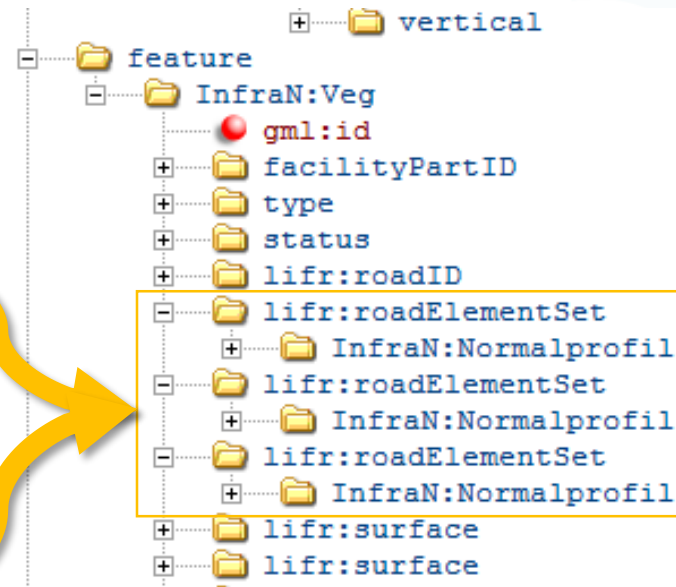 vertical
feature
InfraN:Veg
gml:id
facilityPartID
type
status
lifr:roadID
lifr:roadElementSet
InfraN:Normalprofil
lifr:roadElementSet
InfraN:Normalprofil
lifr:roadElementSet
InfraN:Normalprofil
lifr:surface
lifr:surface